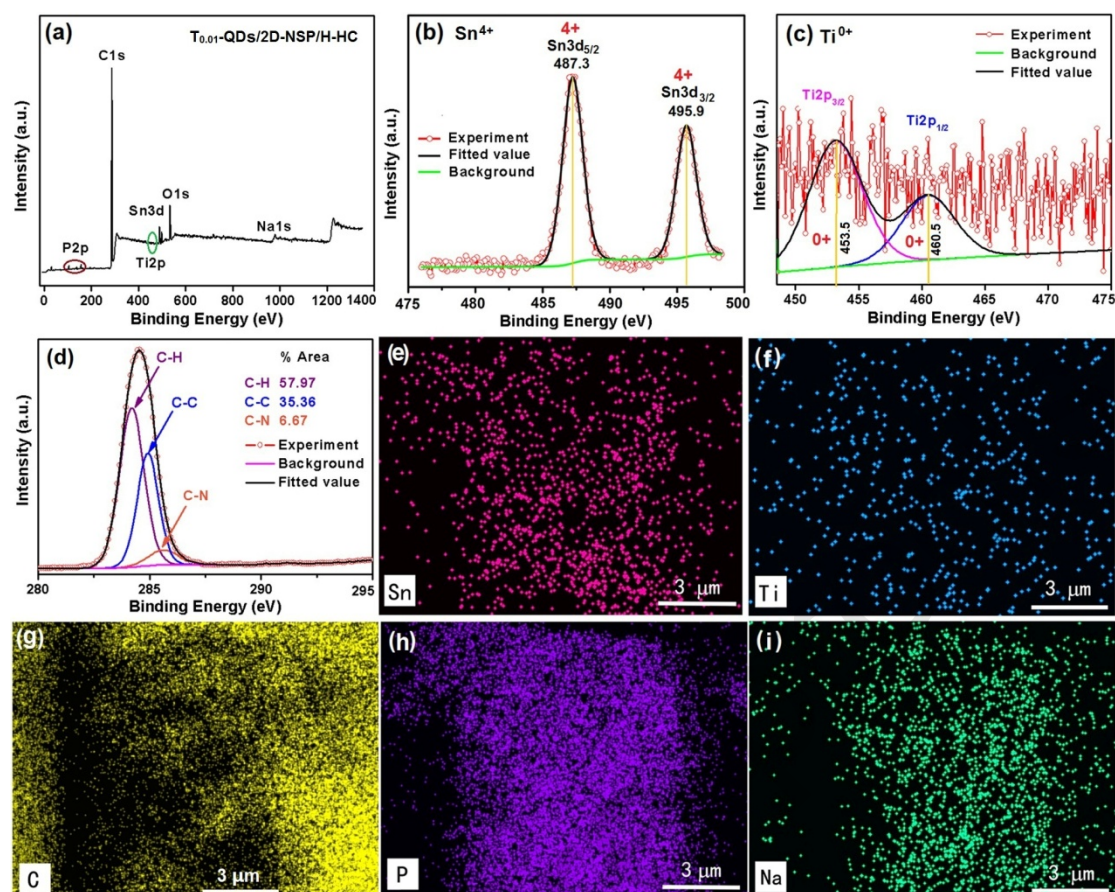 (a)
T₀.₀₁-QDs/2D-NSP/H-HC
C1s
O1s
Sn3d
Na1s
P2p
Ti2p
Intensity (a.u.)
0 200 400 600 800 1000 1200 1400
Binding Energy (eV)
(b) Sn⁴⁺
4+
Sn3d₅/₂
487.3
4+
Sn3d₃/₂
495.9
Experiment
Fitted value
Background
Intensity (a.u.)
475 480 485 490 495 500
Binding Energy (eV)
(c) Ti⁰⁺
Experiment
Background
Fitted value
Ti2p₃/₂
Ti2p₁/₂
0+
453.5
0+
460.5
Intensity (a.u.)
450 455 460 465 470 475
Binding Energy (eV)
(d)
C-H
C-C
C-N
% Area
C-H 57.97
C-C 35.36
C-N 6.67
Experiment
Background
Fitted value
Intensity (a.u.)
280 285 290 295
Binding Energy (eV)
(e)
Sn
3 μm
(f)
Ti
3 μm
(g)
C
3 μm
(h)
P
3 μm
(i)
Na
3 μm